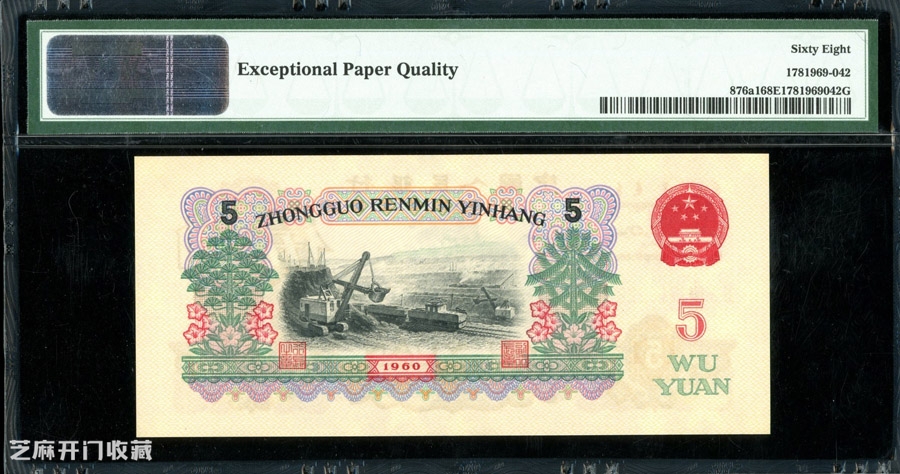 Exceptional Paper Quality
Sixty Eight
1781969-042
876a168E1781969042G
5
ZHONGGUO RENMIN YINHANG
5
5
WU
YUAN
1960
芝麻开门收藏